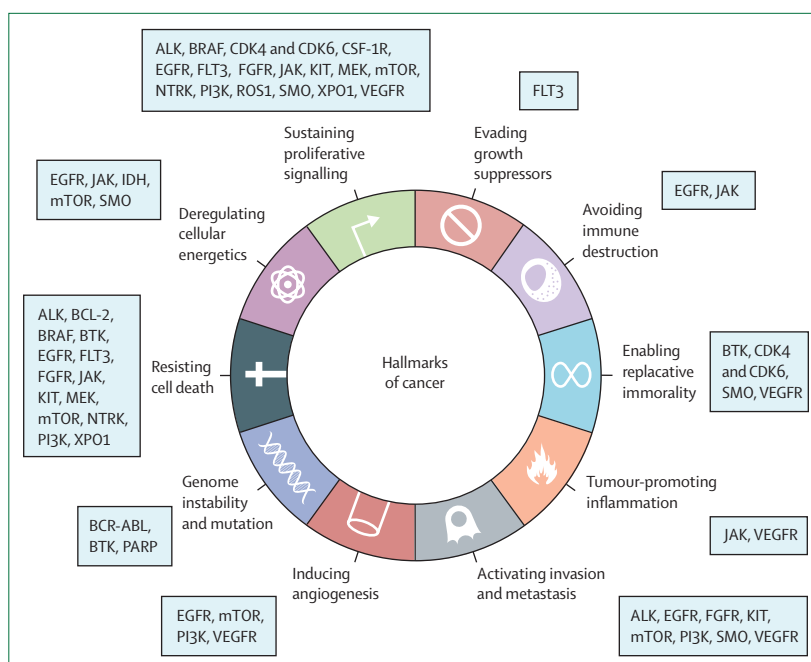 ALK, BRAF, CDK4 and CDK6, CSF-1R,
EGFR, FLT3, FGFR, JAK, KIT, MEK, mTOR,
NTRK, PI3K, ROS1, SMO, XPO1, VEGFR
Sustaining
proliferative
signalling
FLT3
Evading
growth
suppressors
EGFR, JAK
Avoiding
immune
destruction
BTK, CDK4
and CDK6,
SMO, VEGFR
Enabling
replacative
immorality
Tumour-promoting
inflammation
JAK, VEGFR
Activating invasion
and metastasis
ALK, EGFR, FGFR, KIT,
mTOR, PI3K, SMO, VEGFR
Inducing
angiogenesis
EGFR, mTOR,
PI3K, VEGFR
Genome
instability
and mutation
BCR-ABL,
BTK, PARP
Resisting
cell death
ALK, BCL-2,
BRAF, BTK,
EGFR, FLT3,
FGFR, JAK,
KIT, MEK,
mTOR, NTRK,
PI3K, XPO1
Deregulating
cellular
energetics
EGFR, JAK, IDH,
mTOR, SMO
Hallmarks
of cancer